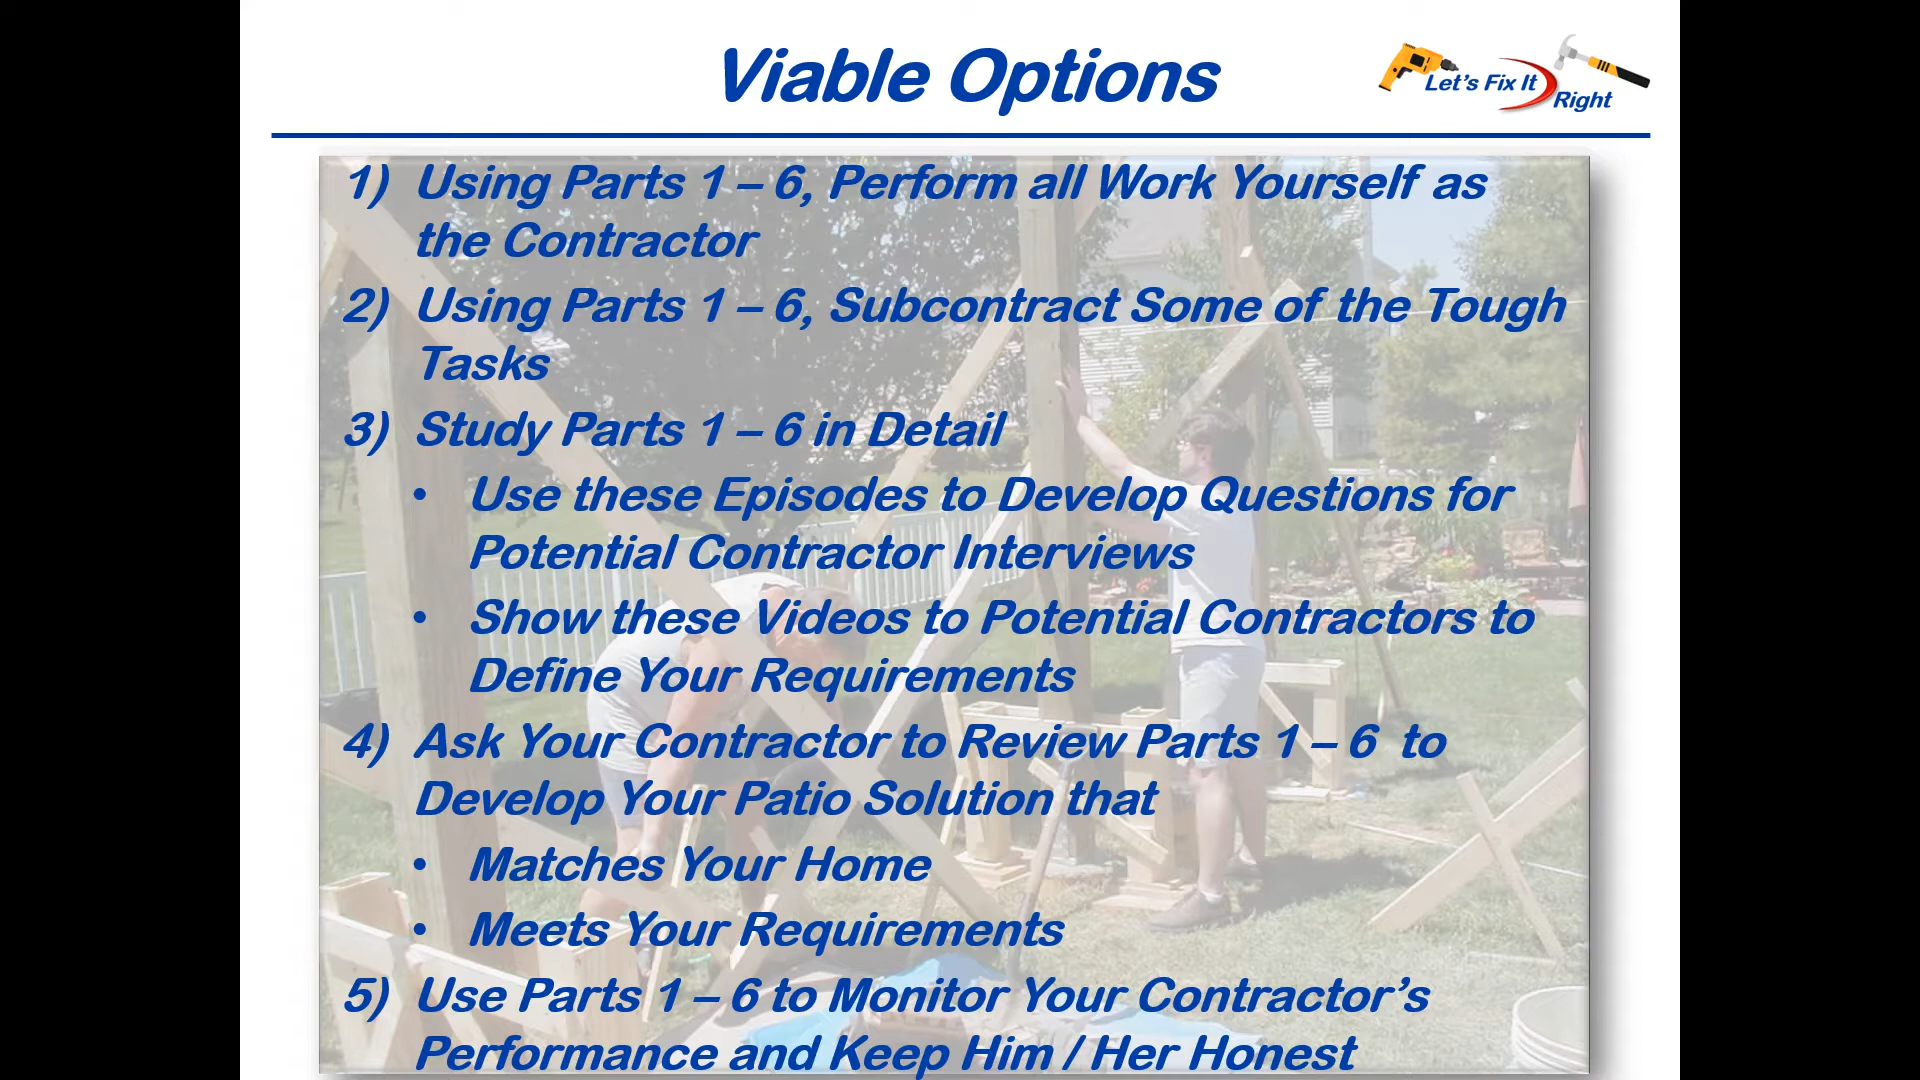 Viable Options
Let's Fix It
Right
1) Using Parts 1 – 6, Perform all Work Yourself as
the Contractor
2) Using Parts 1 – 6, Subcontract Some of the Tough
Tasks
3) Study Parts 1 – 6 in Detail
• Use these Episodes to Develop Questions for
Potential Contractor Interviews
• Show these Videos to Potential Contractors to
Define Your Requirements
4) Ask Your Contractor to Review Parts 1 – 6 to
Develop Your Patio Solution that
• Matches Your Home
• Meets Your Requirements
5) Use Parts 1 – 6 to Monitor Your Contractor’s
Performance and Keep Him / Her Honest